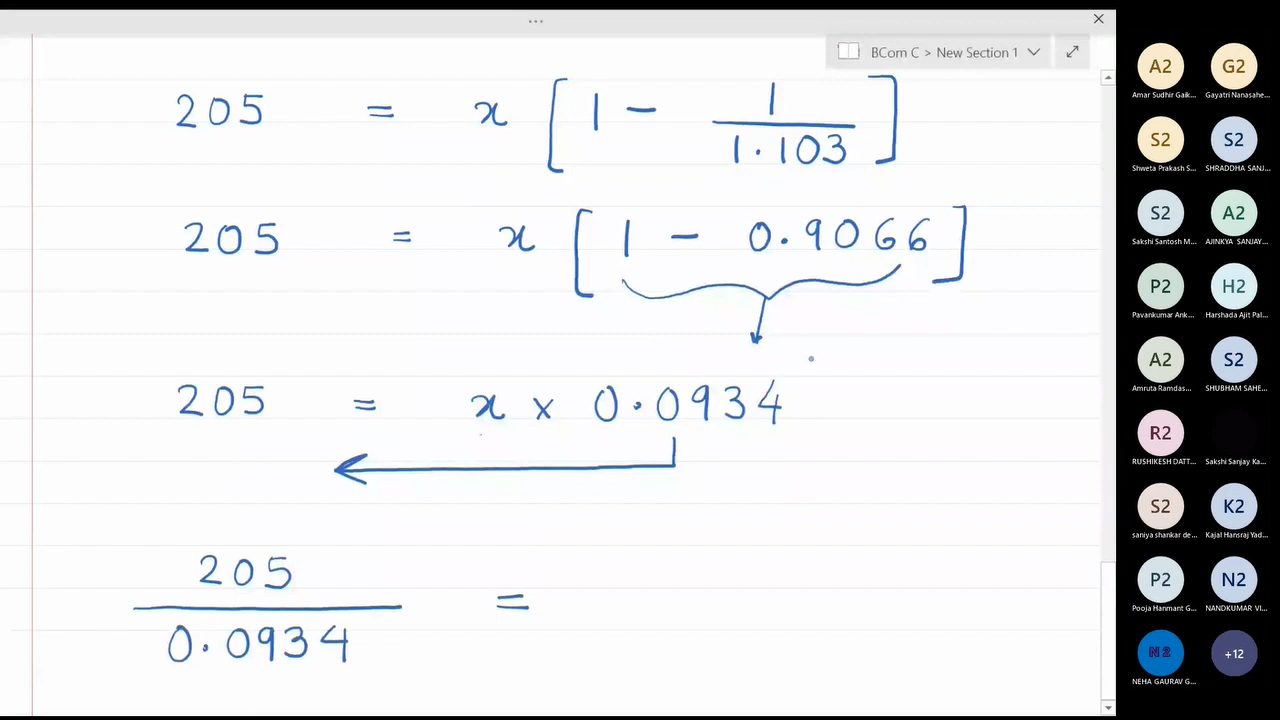 BCom C > New Section 1
205 = x [ 1 - 1/1.103 ]
205 = x [ 1 - 0.9066 ]
205 = x × 0.0934
205/0.0934 =
A2 G2
Amar Sudhir Gaik... Gayatri Nanasahe...
S2 S2
Shweta Prakash S... SHRADDHA SANJ...
S2 A2
Sakshi Santosh M... AJINKYA SANJAY...
P2 H2
Pavankumar Ank... Harshada Ajit Pal...
A2 S2
Amruta Ramdas... SHUBHAM SAHE...
R2
RUSHIKESH DATT... Sakshi Sanjay Ka...
S2 K2
saniya shankar de... Kajal Hansraj Yad...
P2 N2
Pooja Hanmant G... NANDKUMAR VI...
N2 +12
NEHA GAURAV G...